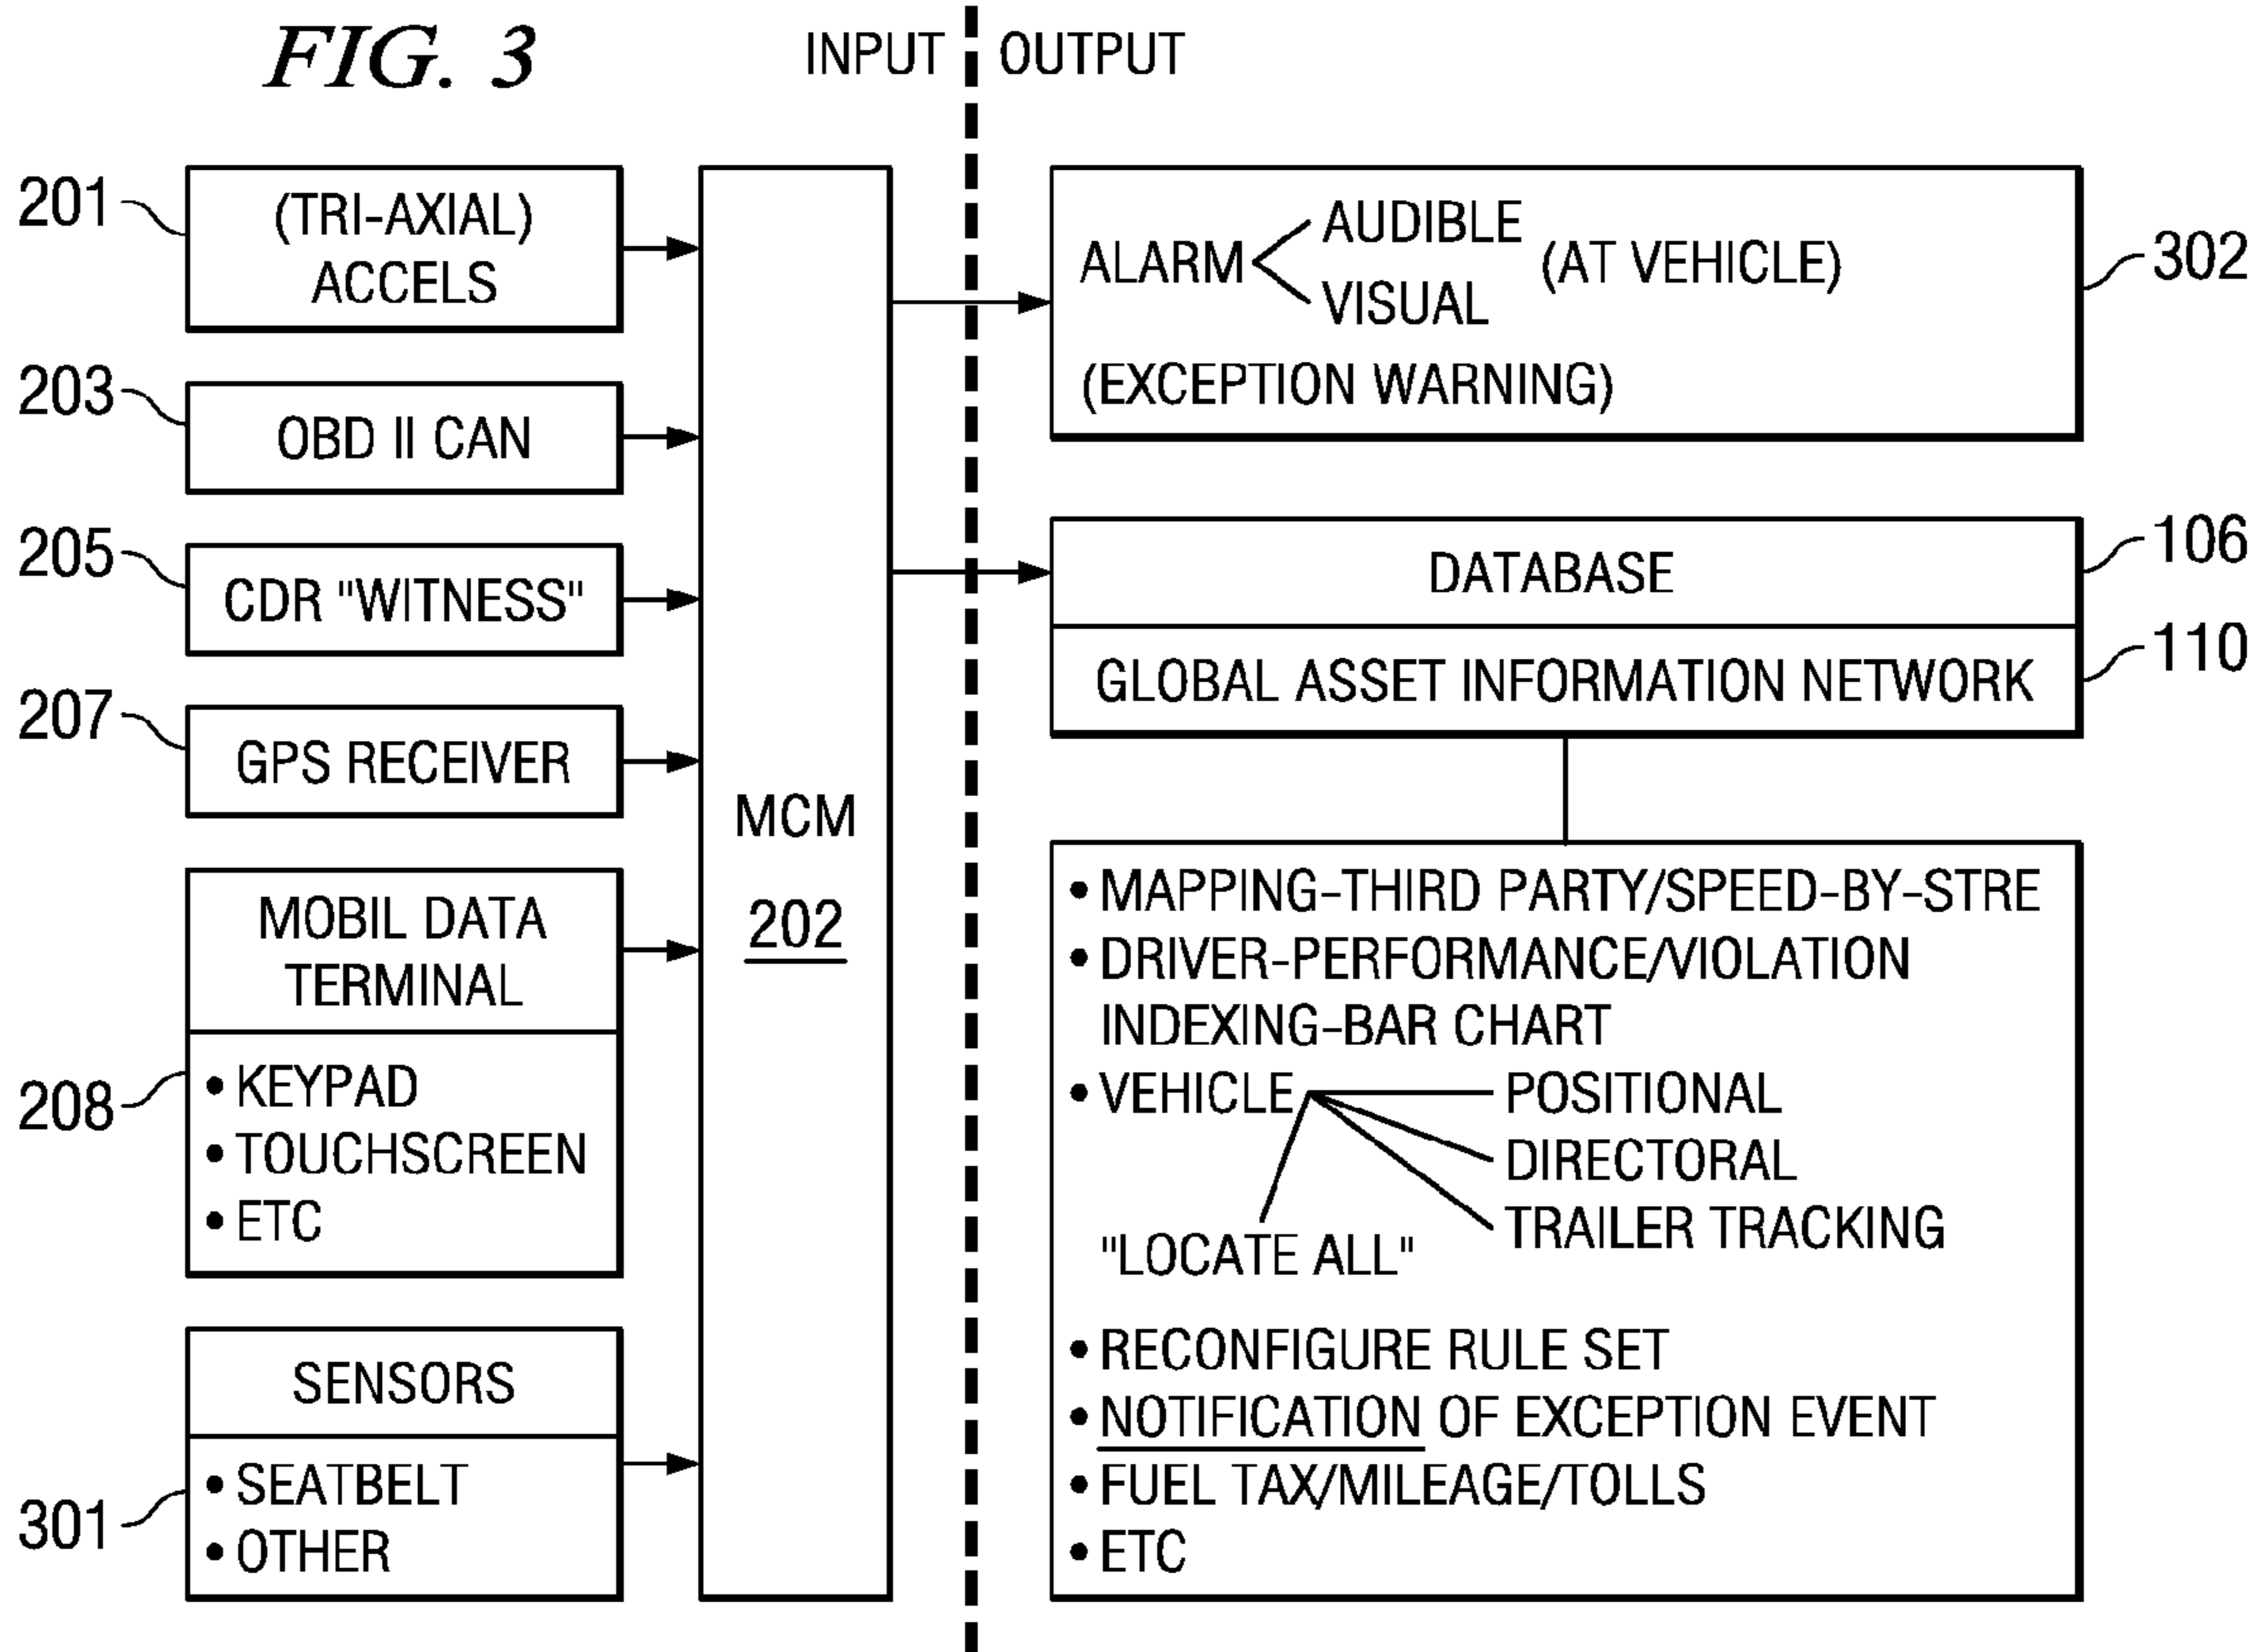 FIG. 3
INPUT
OUTPUT
201
(TRI-AXIAL)
ACCELS
203
OBD II CAN
205
CDR "WITNESS"
207
GPS RECEIVER
208
MOBIL DATA
TERMINAL
• KEYPAD
• TOUCHSCREEN
• ETC
301
SENSORS
• SEATBELT
• OTHER
MCM
202
ALARM
AUDIBLE
VISUAL
(AT VEHICLE)
(EXCEPTION WARNING)
302
DATABASE
106
GLOBAL ASSET INFORMATION NETWORK
110
• MAPPING-THIRD PARTY/SPEED-BY-STRE
• DRIVER-PERFORMANCE/VIOLATION
INDEXING-BAR CHART
• VEHICLE
POSITIONAL
DIRECTORAL
TRAILER TRACKING
"LOCATE ALL"
• RECONFIGURE RULE SET
• NOTIFICATION OF EXCEPTION EVENT
• FUEL TAX/MILEAGE/TOLLS
• ETC